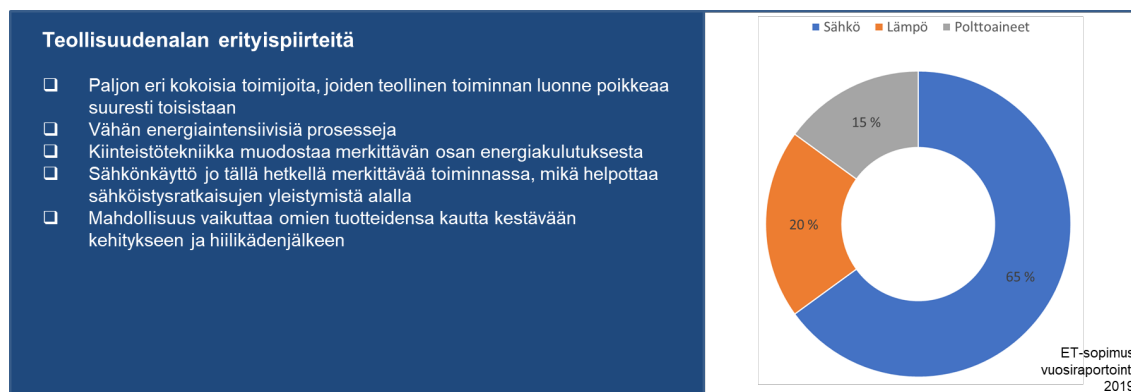 Teollisuudenalan erityispiirteitä
Paljon eri kokoisia toimijoita, joiden teollinen toiminnan luonne poikkeaa
suuresti toisistaan
Vähän energiaintensiivisiä prosesseja
Kiinteistötekniikka muodostaa merkittävän osan energiakulutuksesta
Sähkönkäyttö jo tällä hetkellä merkittävää toiminnassa, mikä helpottaa
sähköistysratkaisujen yleistymistä alalla
Mahdollisuus vaikuttaa omien tuotteidensa kautta kestävään
kehitykseen ja hiilikädenjälkeen
Sähkö Lämpö Polttoaineet
15 %
20 %
65 %
ET-sopimus
vuosiraportoint
2019